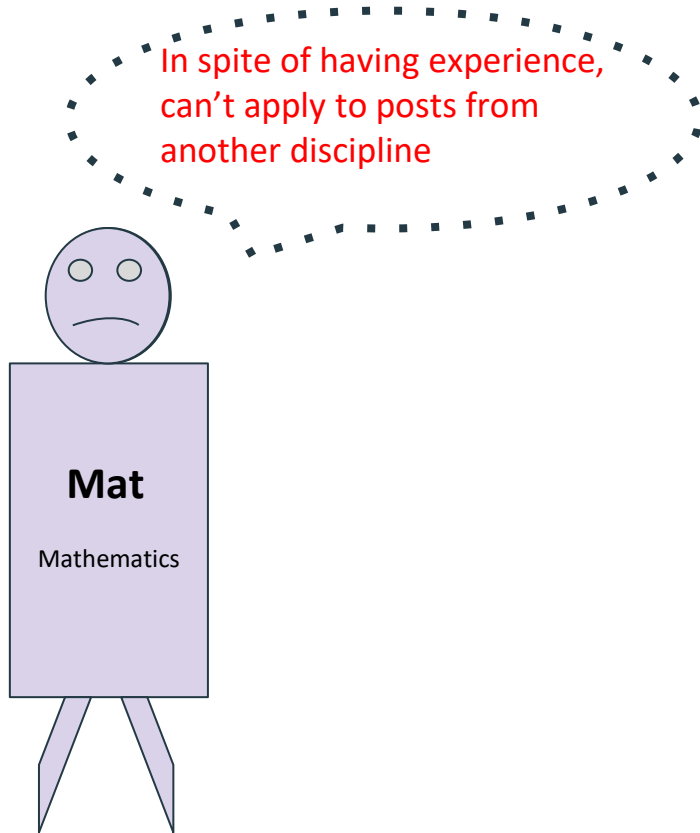 In spite of having experience,
can’t apply to posts from
another discipline
Mat
Mathematics